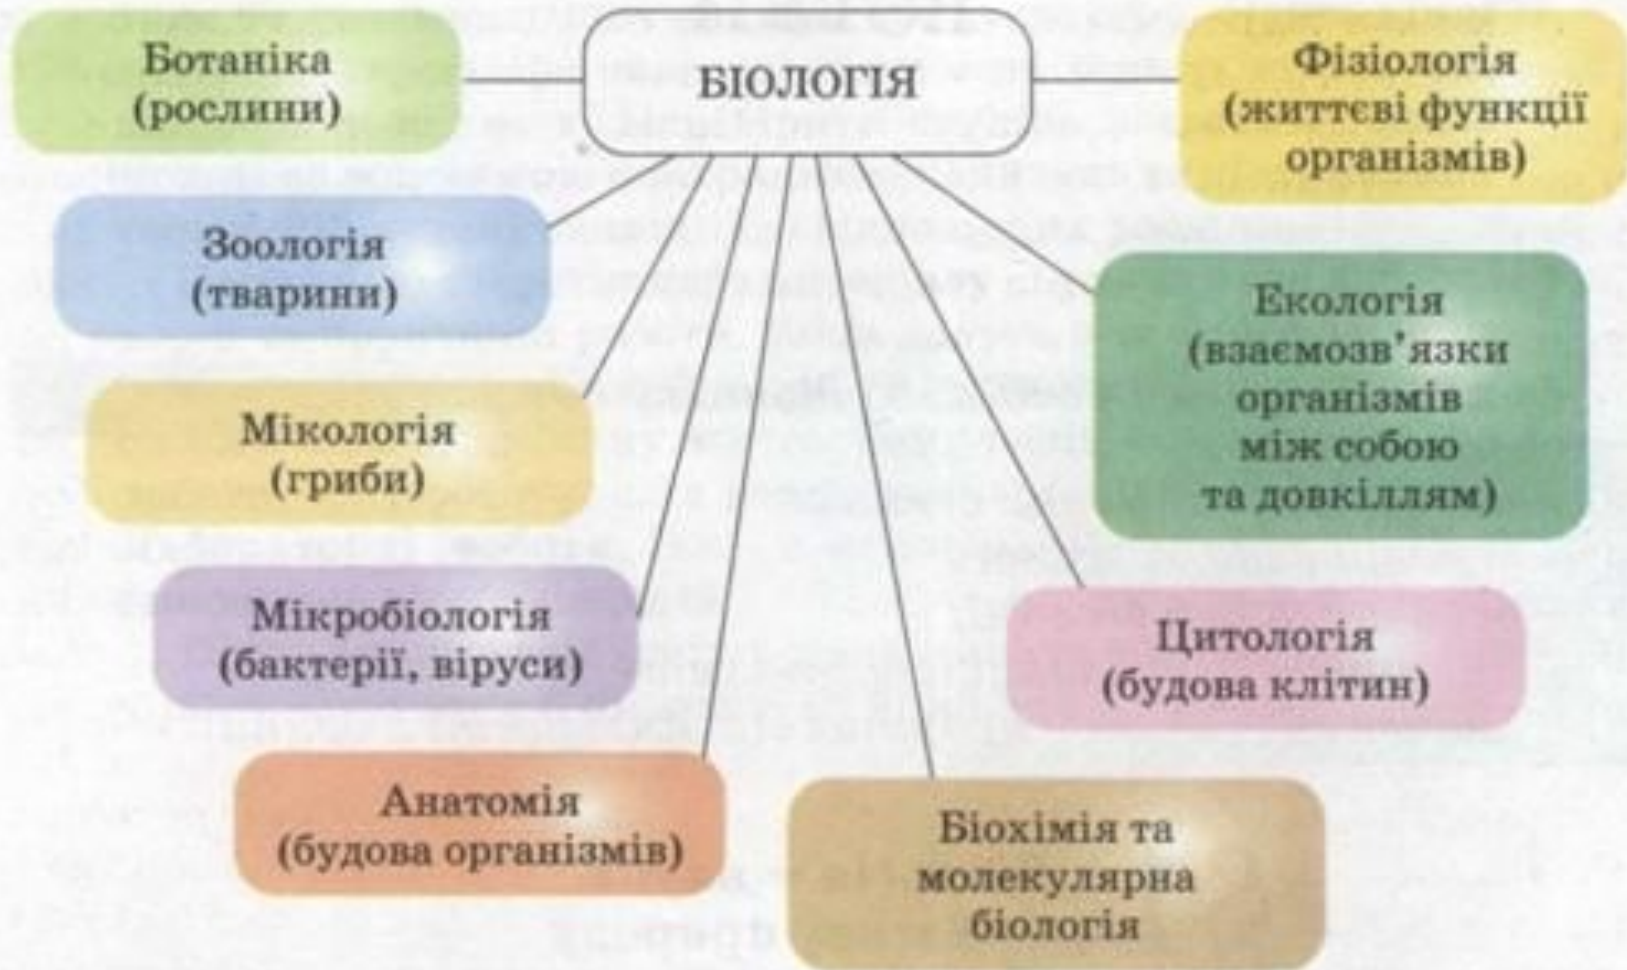 БІОЛОГІЯ
Ботаніка
(рослини)
Зоологія
(тварини)
Мікологія
(гриби)
Мікробіологія
(бактерії, віруси)
Анатомія
(будова організмів)
Біохімія та
молекулярна
біологія
Цитологія
(будова клітин)
Екологія
(взаємозв’язки
організмів
між собою
та довкіллям)
Фізіологія
(життєві функції
організмів)